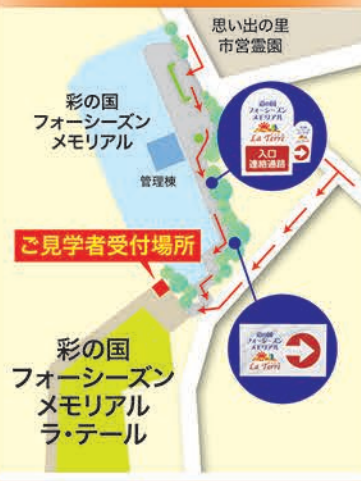 思い出の里
市営霊園
彩の国
フォーシーズン
メモリアル
彩の国
フォーシーズン
メモリアル
La Terre
入口
連絡通路
管理棟
ご見学者受付場所
彩の国
フォーシーズン
メモリアル
La Terre
彩の国
フォーシーズン
メモリアル
ラ・テール